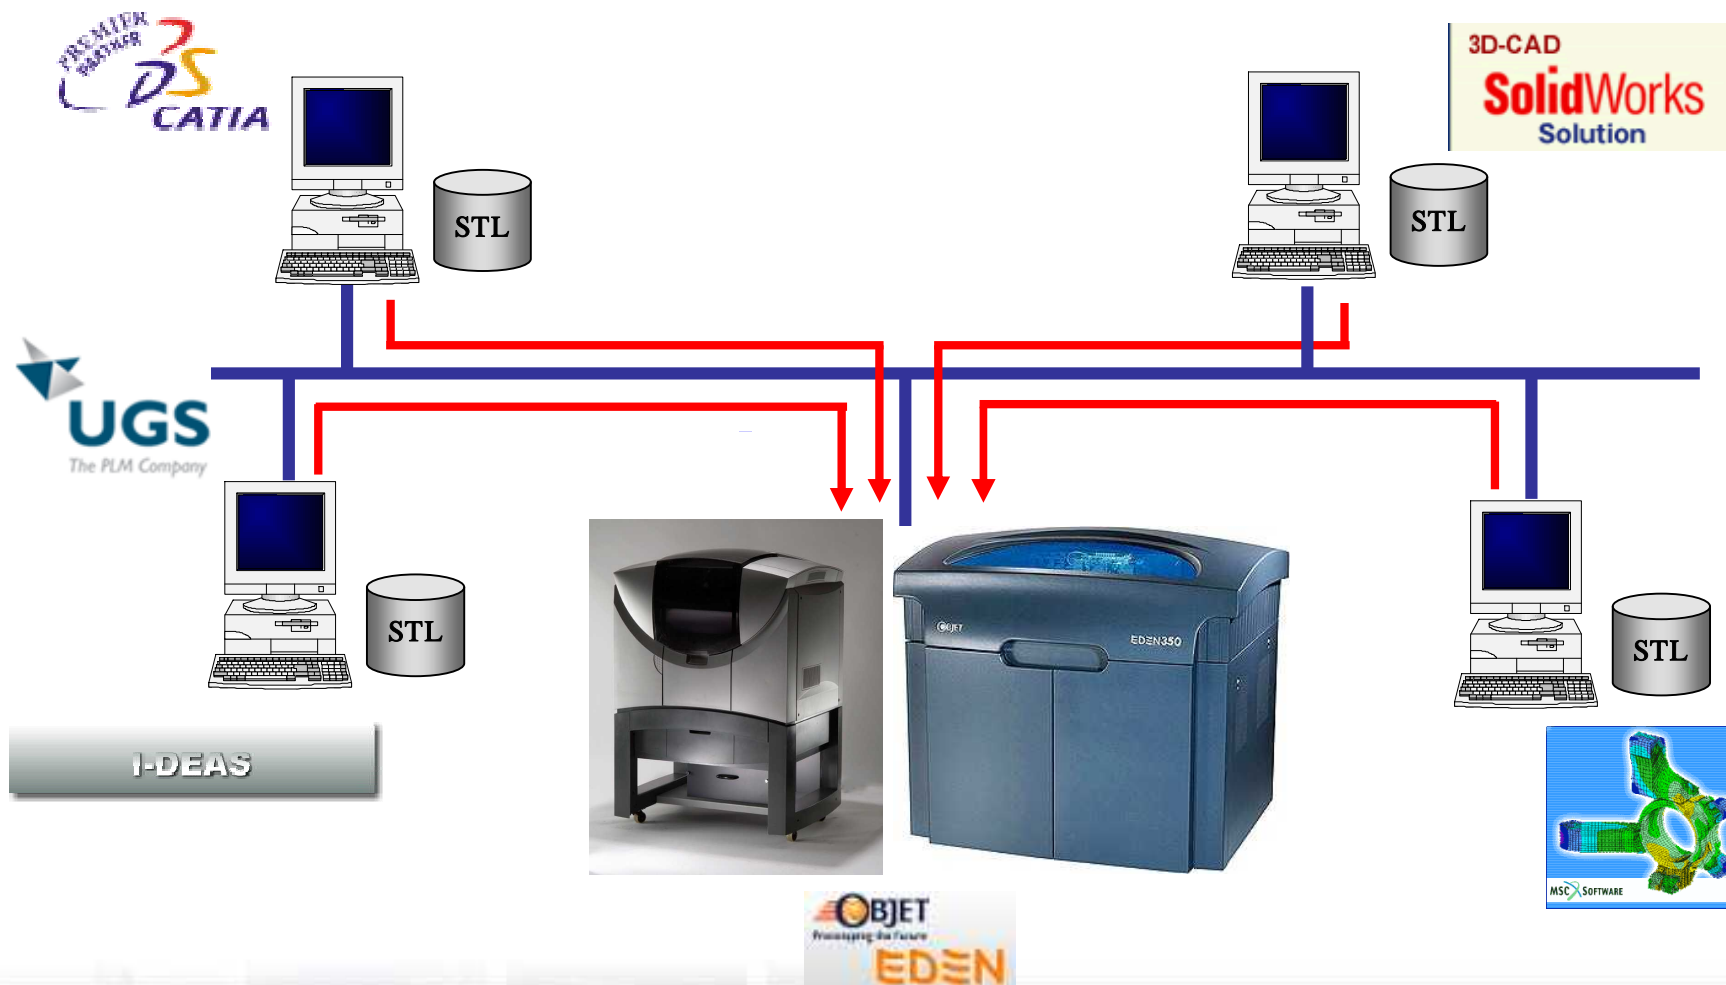 PREMIER
PARTNER
CATIA
3D-CAD
SolidWorks
Solution
STL
STL
UGS
The PLM Company
STL
OBJET
EDEN350
STL
I-DEAS
MSC SOFTWARE
OBJET
Prototyping the Future
EDEN